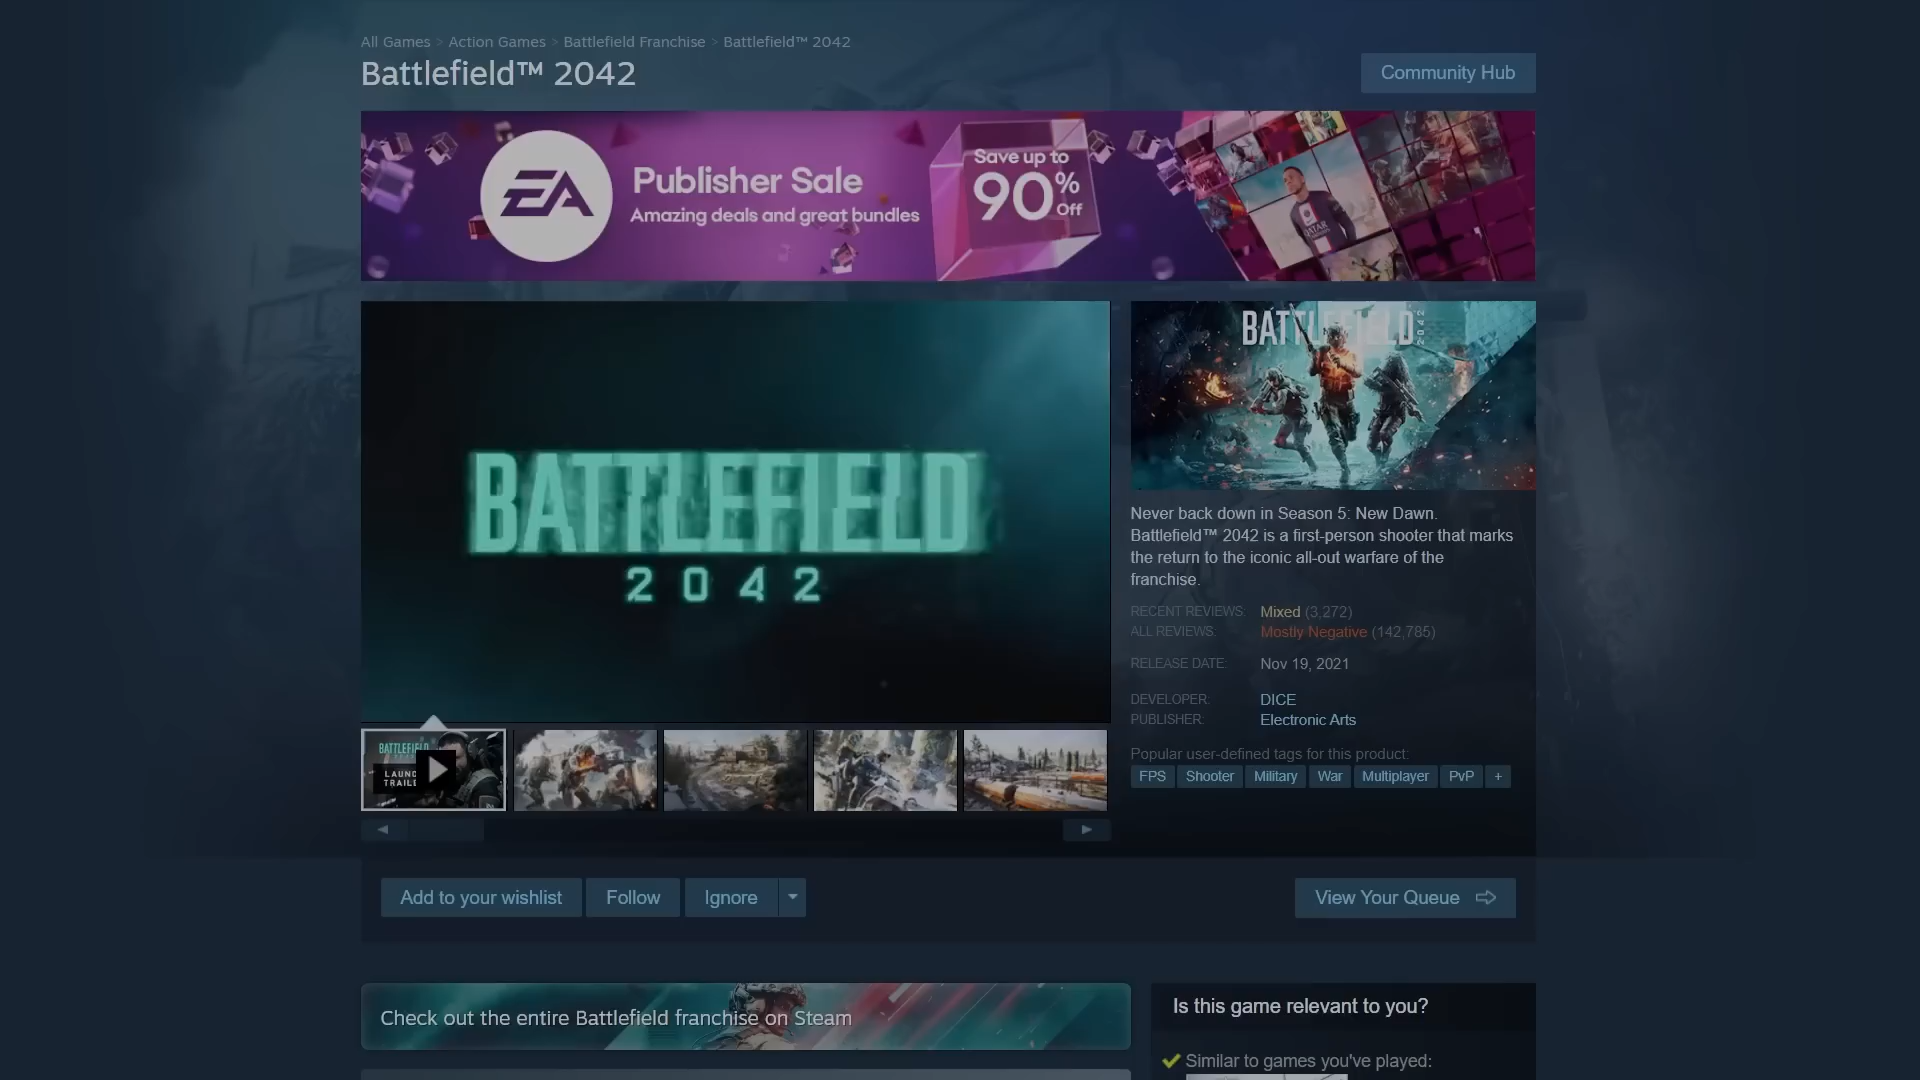 All Games > Action Games > Battlefield Franchise > Battlefield™ 2042
Battlefield™ 2042
Community Hub
EA
Publisher Sale
Amazing deals and great bundles
Save up to
90% Off
QATAR
BATTLEFIELD
2042
BATTLEFIELD 2042
Never back down in Season 5: New Dawn.
Battlefield™ 2042 is a first-person shooter that marks
the return to the iconic all-out warfare of the
franchise.
RECENT REVIEWS: Mixed (3,272)
ALL REVIEWS: Mostly Negative (142,785)
RELEASE DATE: Nov 19, 2021
DEVELOPER: DICE
PUBLISHER: Electronic Arts
Popular user-defined tags for this product:
FPS Shooter Military War Multiplayer PvP +
BATTLEFIELD
Add to your wishlist Follow Ignore
View Your Queue
Check out the entire Battlefield franchise on Steam
Is this game relevant to you?
Similar to games you've played: